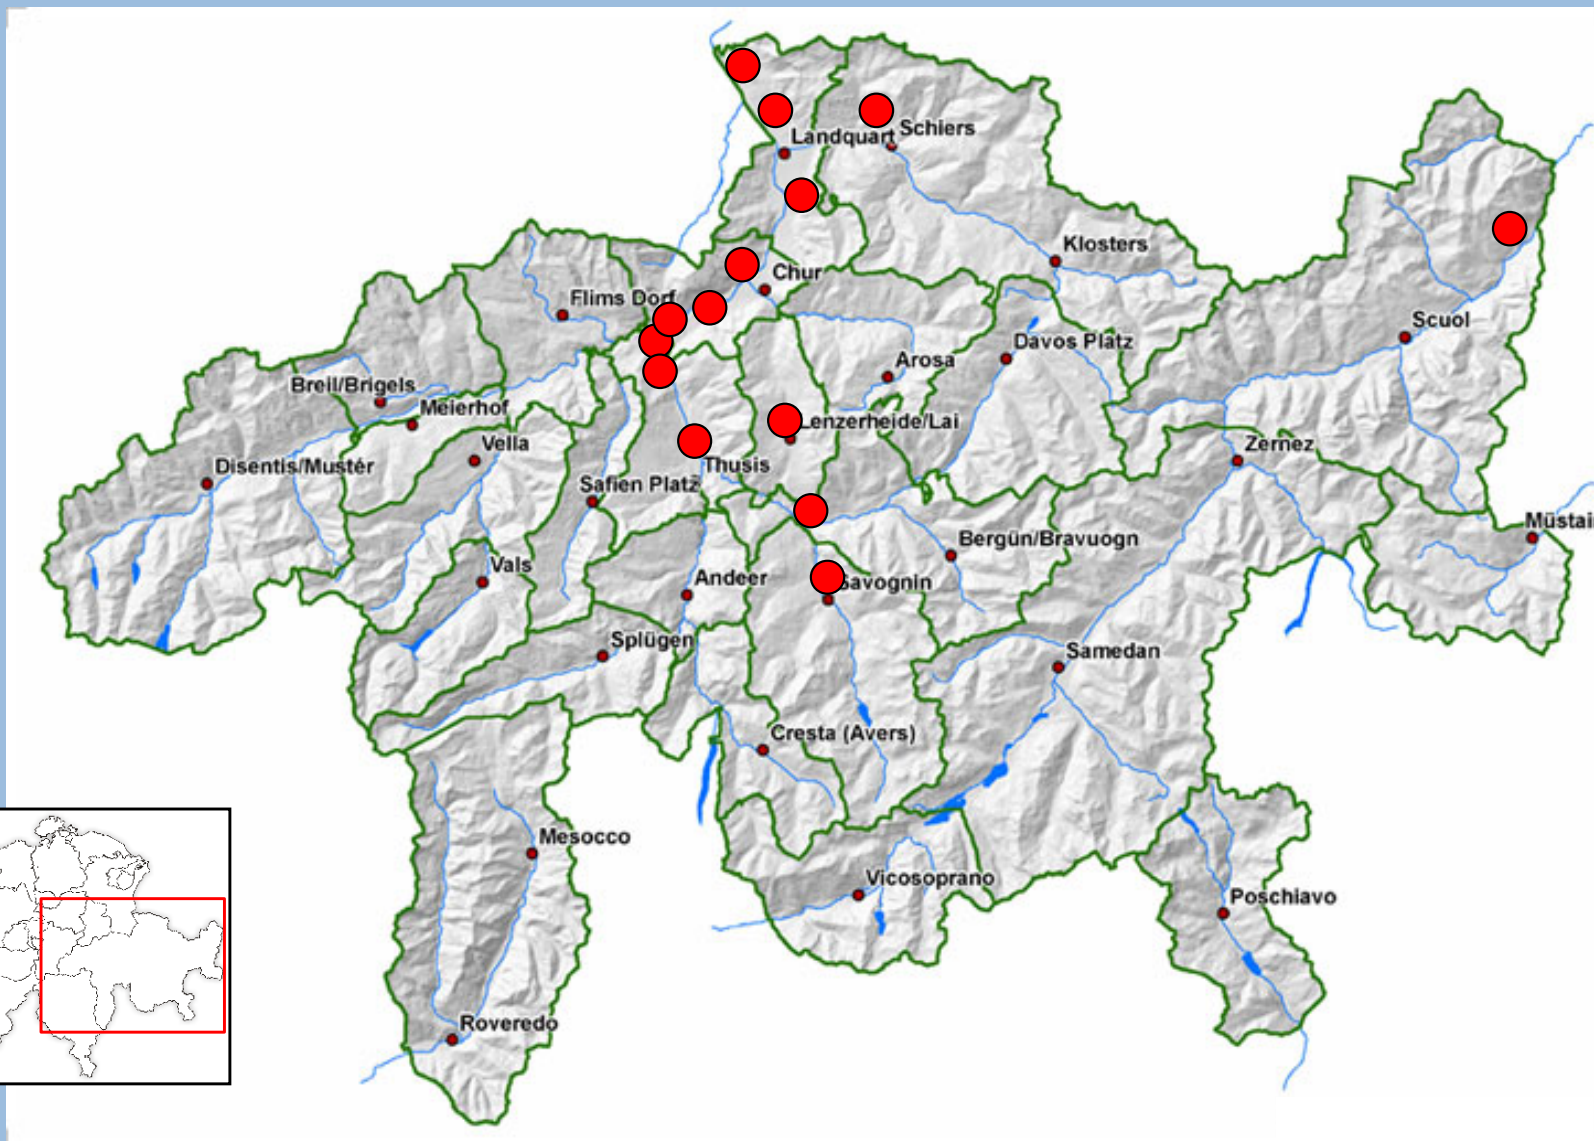 Schiers
Landquart
Klosters
Chur
Flims Dorf
Scuol
Davos Platz
Arosa
Breil/Brigels
Meierhof
Lenzerheide/Lai
Vella
Zernez
Disentis/Mustér
Thusis
Safien Platz
Müstai
Bergün/Bravuogn
Vals
Andeer
Savognin
Splügen
Samedan
Cresta (Avers)
Mesocco
Vicosoprano
Poschiavo
Roveredo